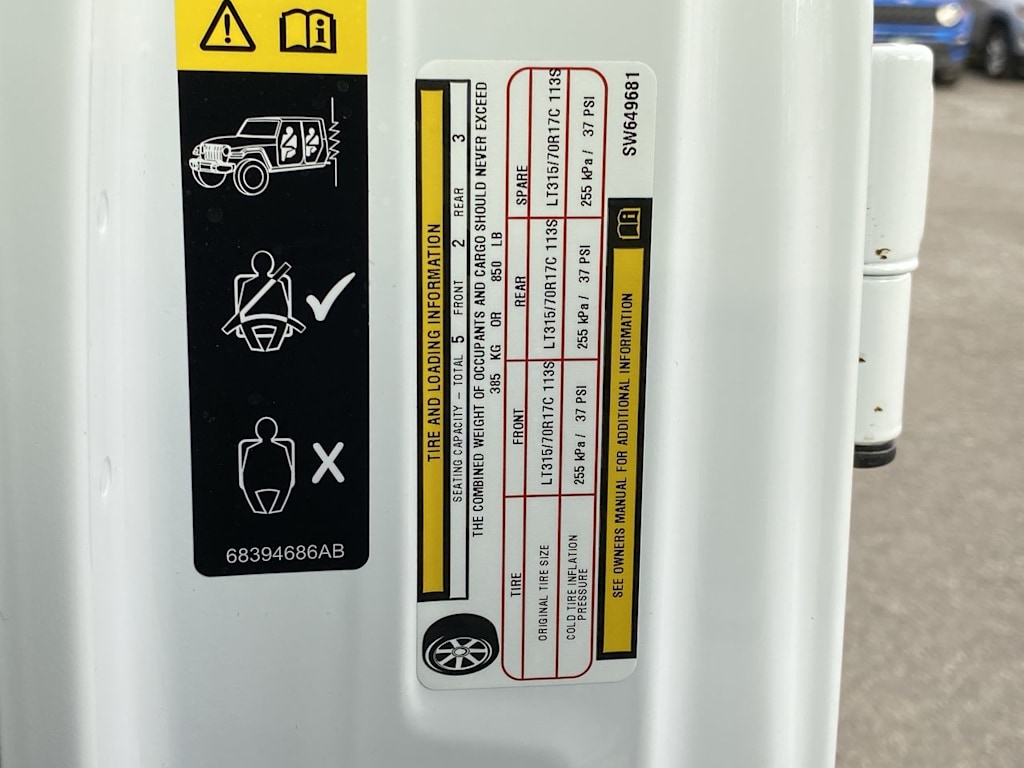 68394686AB
TIRE AND LOADING INFORMATION
SEATING CAPACITY – TOTAL 5 FRONT 2 REAR 3
THE COMBINED WEIGHT OF OCCUPANTS AND CARGO SHOULD NEVER EXCEED
385 KG OR 850 LB
TIRE FRONT REAR SPARE
ORIGINAL TIRE SIZE LT315/70R17C 113S LT315/70R17C 113S LT315/70R17C 113S
COLD TIRE INFLATION
PRESSURE 255 kPa / 37 PSI 255 kPa / 37 PSI 255 kPa / 37 PSI
SEE OWNERS MANUAL FOR ADDITIONAL INFORMATION
SW649681